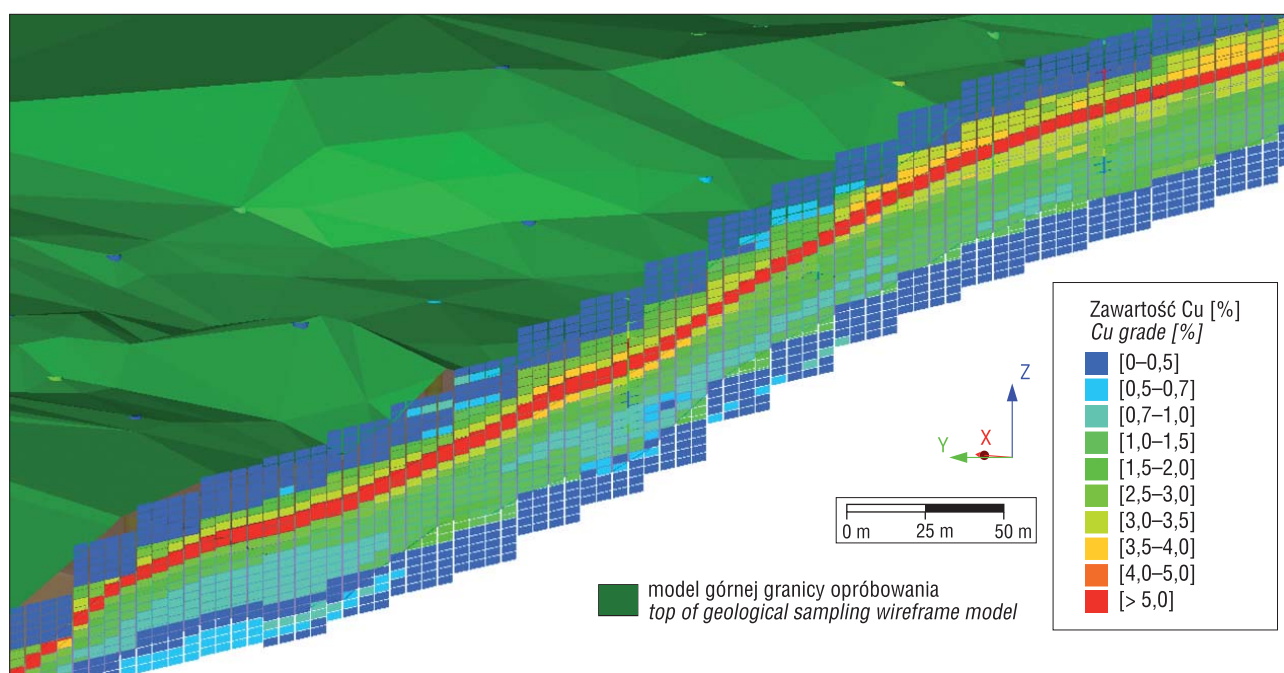 Zawartość Cu [%]
Cu grade [%]
[0–0,5]
[0,5–0,7]
[0,7–1,0]
[1,0–1,5]
[1,5–2,0]
[2,5–3,0]
[3,0–3,5]
[3,5–4,0]
[4,0–5,0]
[> 5,0]
Z
Y
X
0 m 25 m 50 m
model górnej granicy opróbowania
top of geological sampling wireframe model